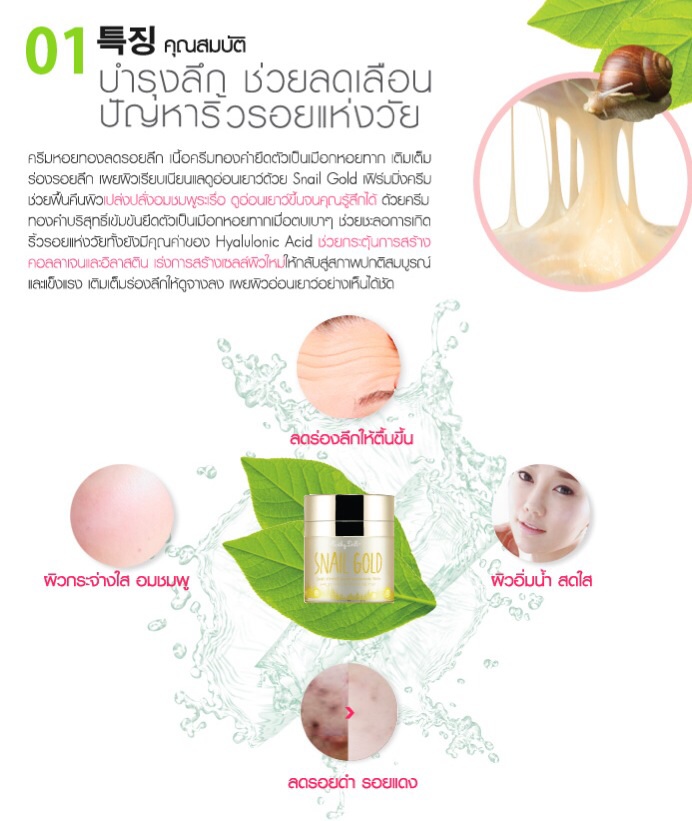 01 특징 คุณสมบัติ
บำรุงลึก ช่วยลดเลือน
ปัญหาริ้วรอยแห่งวัย
ครีมหอยทองลดรอยลึก เนื้อครีมทองคำยืดตัวเป็นเมือกหอยทาก เติมเต็ม
ร่องรอยลึก เผยผิวเรียบเนียนแลดูอ่อนเยาว์ด้วย Snail Gold เฟิร์มมิ่งครีม
ช่วยฟื้นคืนผิวเปล่งปลั่งอมชมพูระเรื่อ ดูอ่อนเยาว์ขึ้นจนคุณรู้สึกได้ ด้วยครีม
ทองคำบริสุทธิ์เข้มข้นยืดตัวเป็นเมือกหอยทากเมื่อตบเบาๆ ช่วยชะลอการเกิด
ริ้วรอยแห่งวัยทั้งยังมีคุณค่าของ Hyalulonic Acid ช่วยกระตุ้นการสร้าง
คอลลาเจนและอิลาสติน เร่งการสร้างเซลล์ผิวใหม่ให้กลับสู่สภาพปกติสมบูรณ์
และแข็งแรง เติมเต็มร่องลึกให้ดูจางลง เผยผิวอ่อนเยาว์อย่างเห็นได้ชัด
ลดร่องลึกให้ตื้นขึ้น
ผิวกระจ่างใส อมชมพู
SNAIL GOLD
ผิวอิ่มน้ำ สดใส
ลดรอยดำ รอยแดง